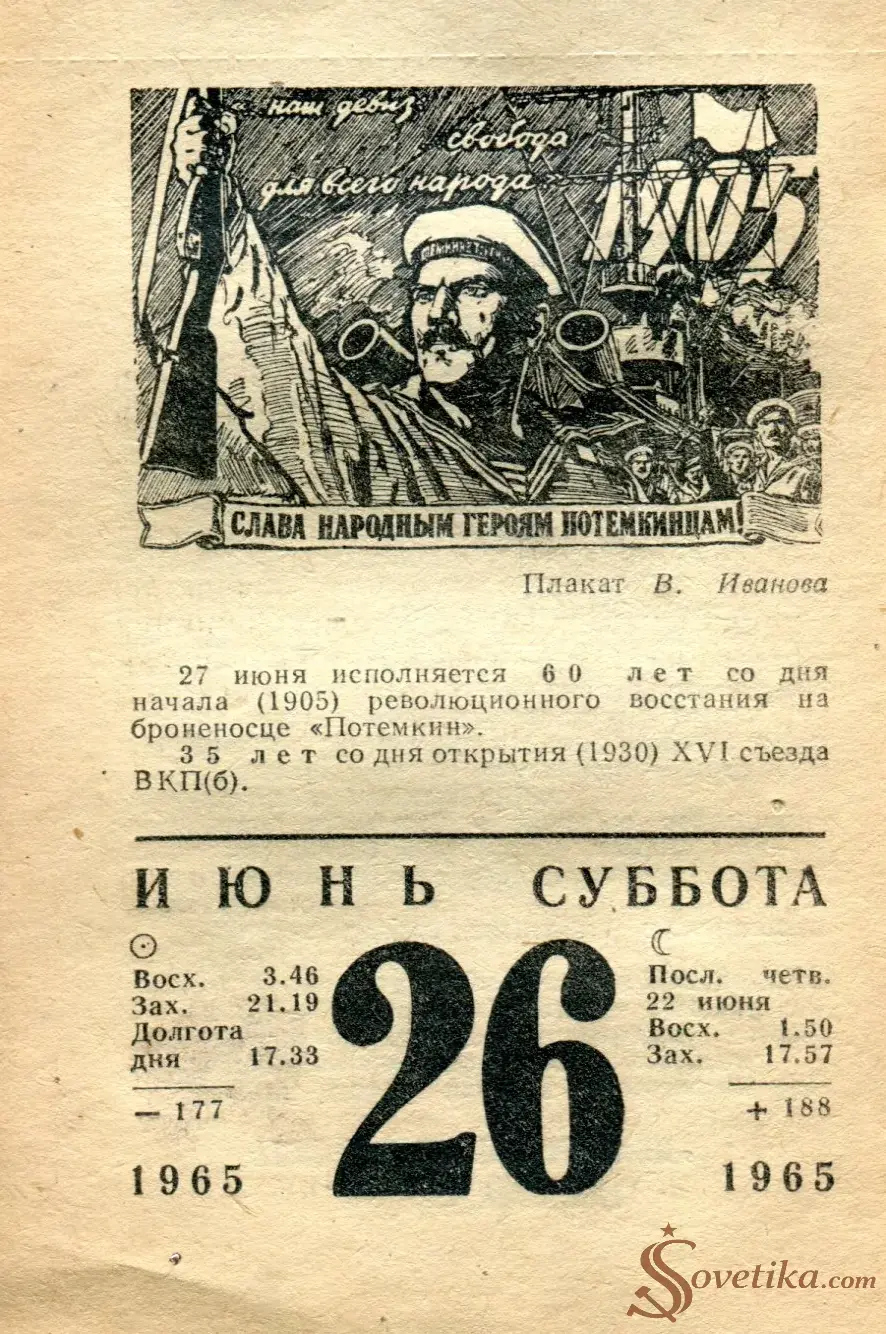 « наш девиз
свобода
для всего народа »
1905
СЛАВА НАРОДНЫМ ГЕРОЯМ ПОТЕМКИНЦАМ!
Плакат В. Иванова
27 июня исполняется 60 лет со дня
начала (1905) революционного восстания на
броненосце «Потемкин».
35 лет со дня открытия (1930) XVI съезда
ВКП(б).
ИЮНЬ СУББОТА
26
Восх. 3.46
Зах. 21.19
Долгота
дня 17.33
— 177
1965
Посл. четв.
22 июня
Восх. 1.50
Зах. 17.57
+ 188
1965
Sovetika.com